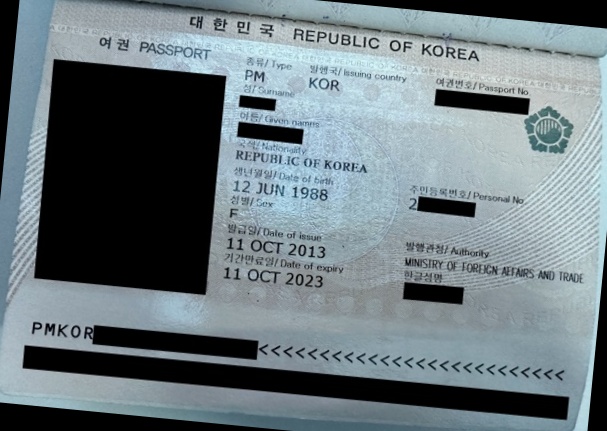 대한민국 REPUBLIC OF KOREA
여권 PASSPORT
종류/ Type 발행국/ Issuing country 여권번호/ Passport No.
PM KOR
성/ Surname
이름/ Given names
국적/ Nationality
REPUBLIC OF KOREA
생년월일/ Date of birth 주민등록번호/ Personal No.
12 JUN 1988 2
성별/ Sex
F
발급일/ Date of issue 발행관청/ Authority
11 OCT 2013 MINISTRY OF FOREIGN AFFAIRS AND TRADE
기간만료일/ Date of expiry 한글성명
11 OCT 2023
PMKOR <<<<<<<<<<<<<<<<<<<<<<<<